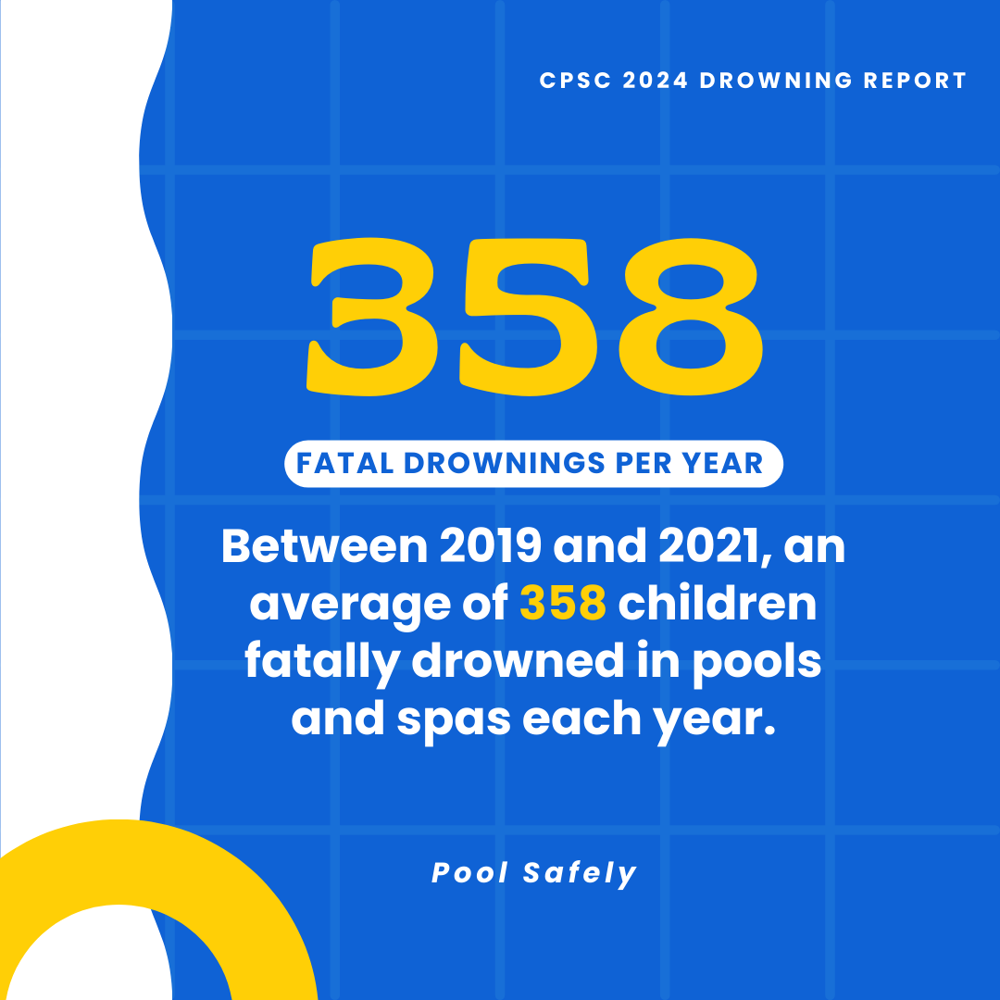 CPSC 2024 DROWNING REPORT
358
FATAL DROWNINGS PER YEAR
Between 2019 and 2021, an
average of 358 children
fatally drowned in pools
and spas each year.
Pool Safely